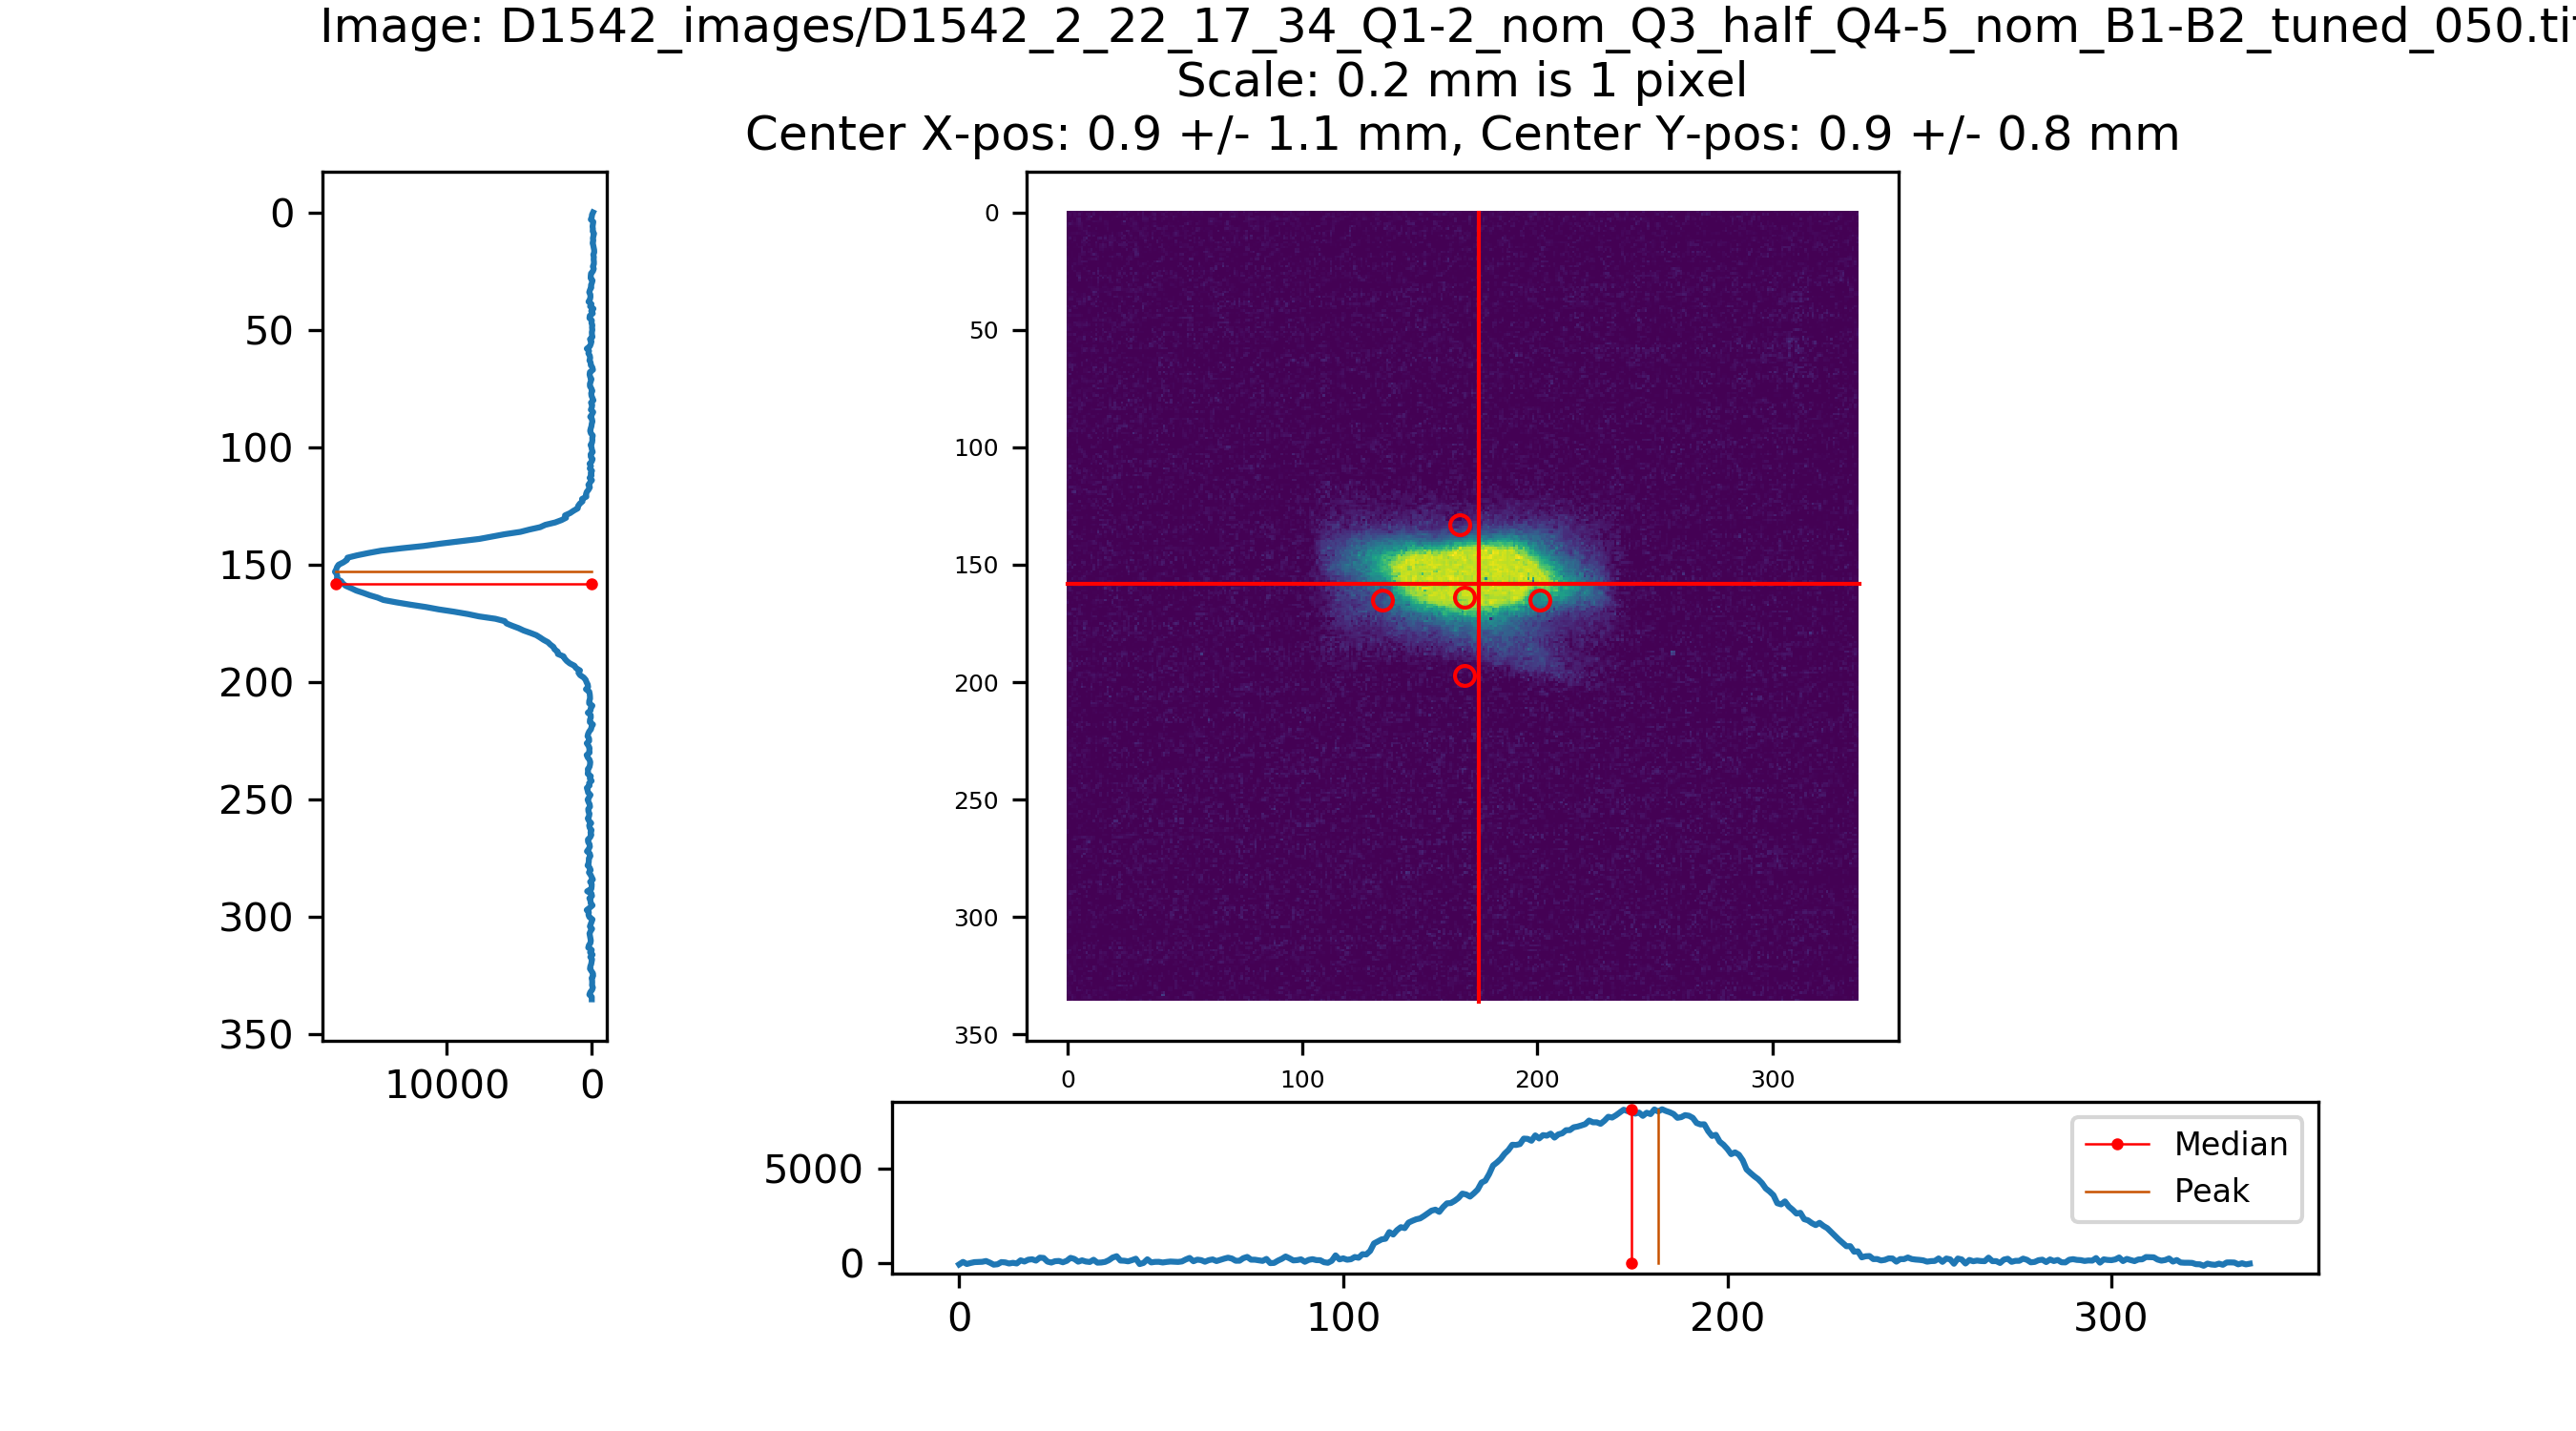 Image: D1542_images/D1542_2_22_17_34_Q1-2_nom_Q3_half_Q4-5_nom_B1-B2_tuned_050.ti
Scale: 0.2 mm is 1 pixel
Center X-pos: 0.9 +/- 1.1 mm, Center Y-pos: 0.9 +/- 0.8 mm
0
50
100
150
200
250
300
350
10000 0
0
50
100
150
200
250
300
350
0 100 200 300
5000
0
0 100 200 300
Median
Peak